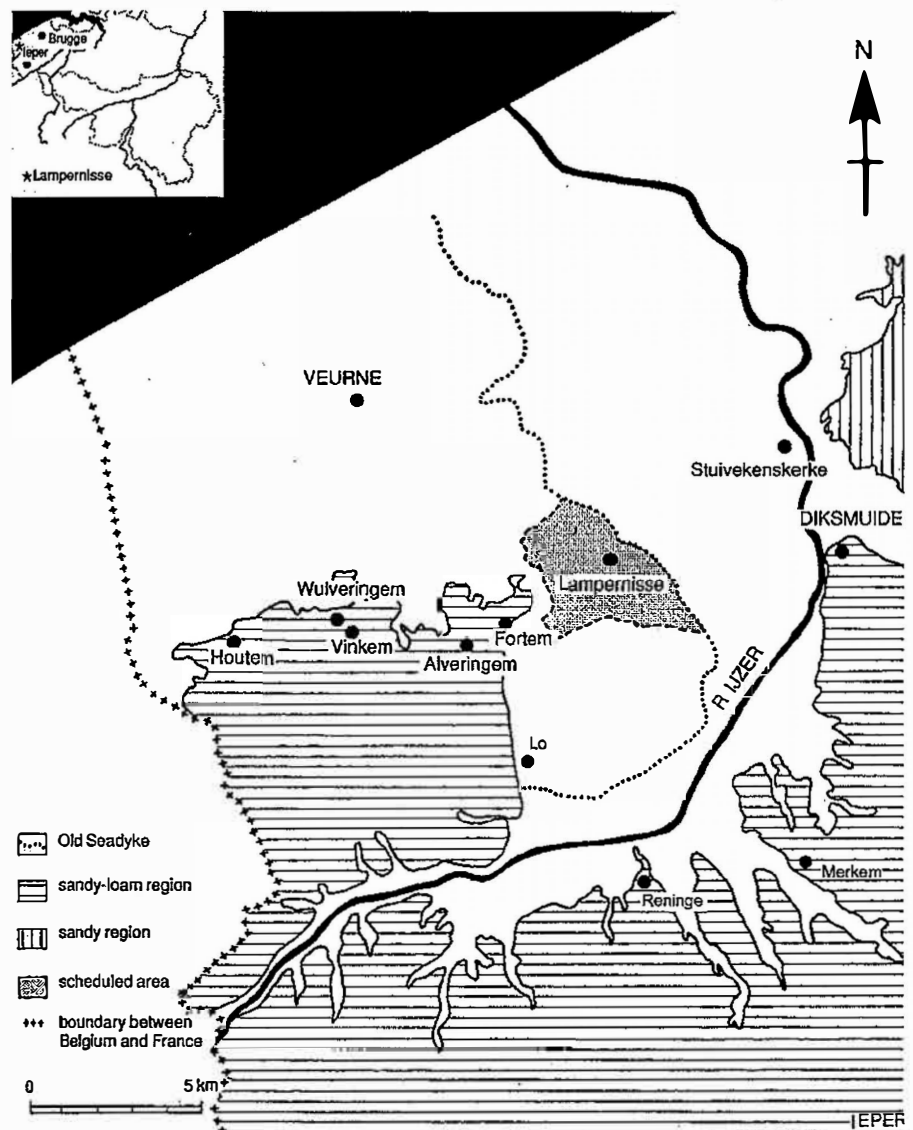 Brugge
Ieper
*Lampernisse
N
VEURNE
Stuivekenskerke
DIKSMUIDE
Lampernisse
Wulveringem
Fortem
Houtem
Vinkem
Alveringem
R IJZER
Lo
Merkem
Reninge
Old Seadyke
sandy-loam region
sandy region
scheduled area
boundary between
Belgium and France
0 5 km
IEPER